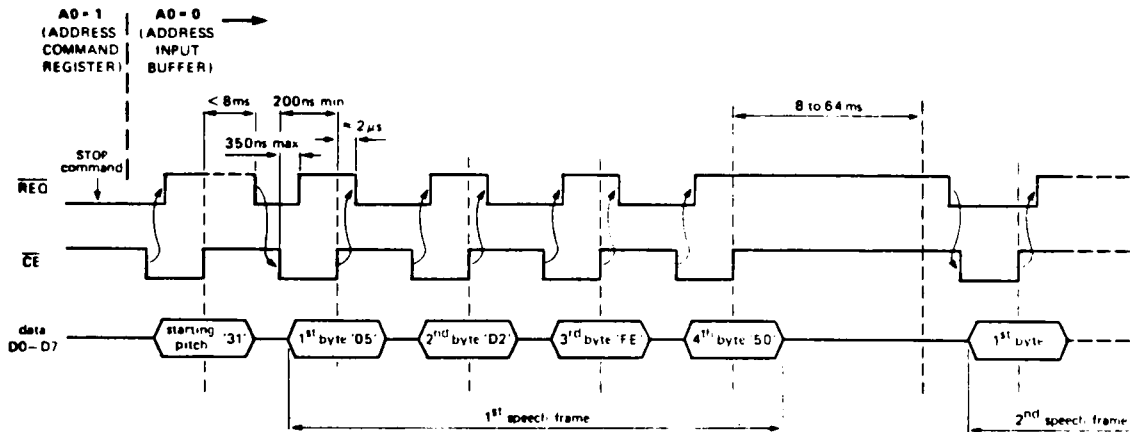 A0 = 1
(ADDRESS
COMMAND
REGISTER)
A0 = 0
(ADDRESS
INPUT
BUFFER
< 8ms
200ns min
≈ 2 µs
350ns max
8 to 64 ms
STOP
command
REQ
CE
data
D0–D7
starting
pitch '31'
1st byte '05'
2nd byte 'D2'
3rd byte 'FE'
4th byte '50'
1st byte
1st speech frame
2nd speech frame